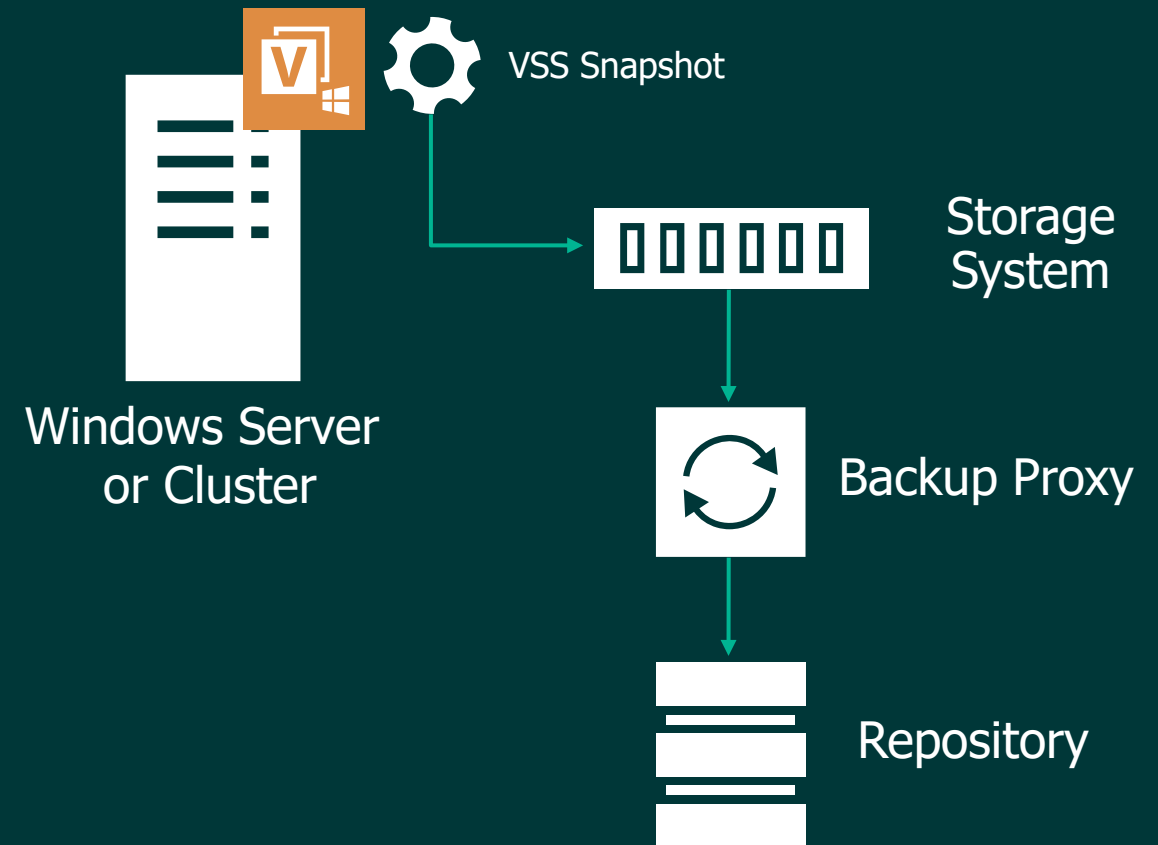 V
VSS Snapshot
Storage
System
Windows Server
or Cluster
Backup Proxy
Repository